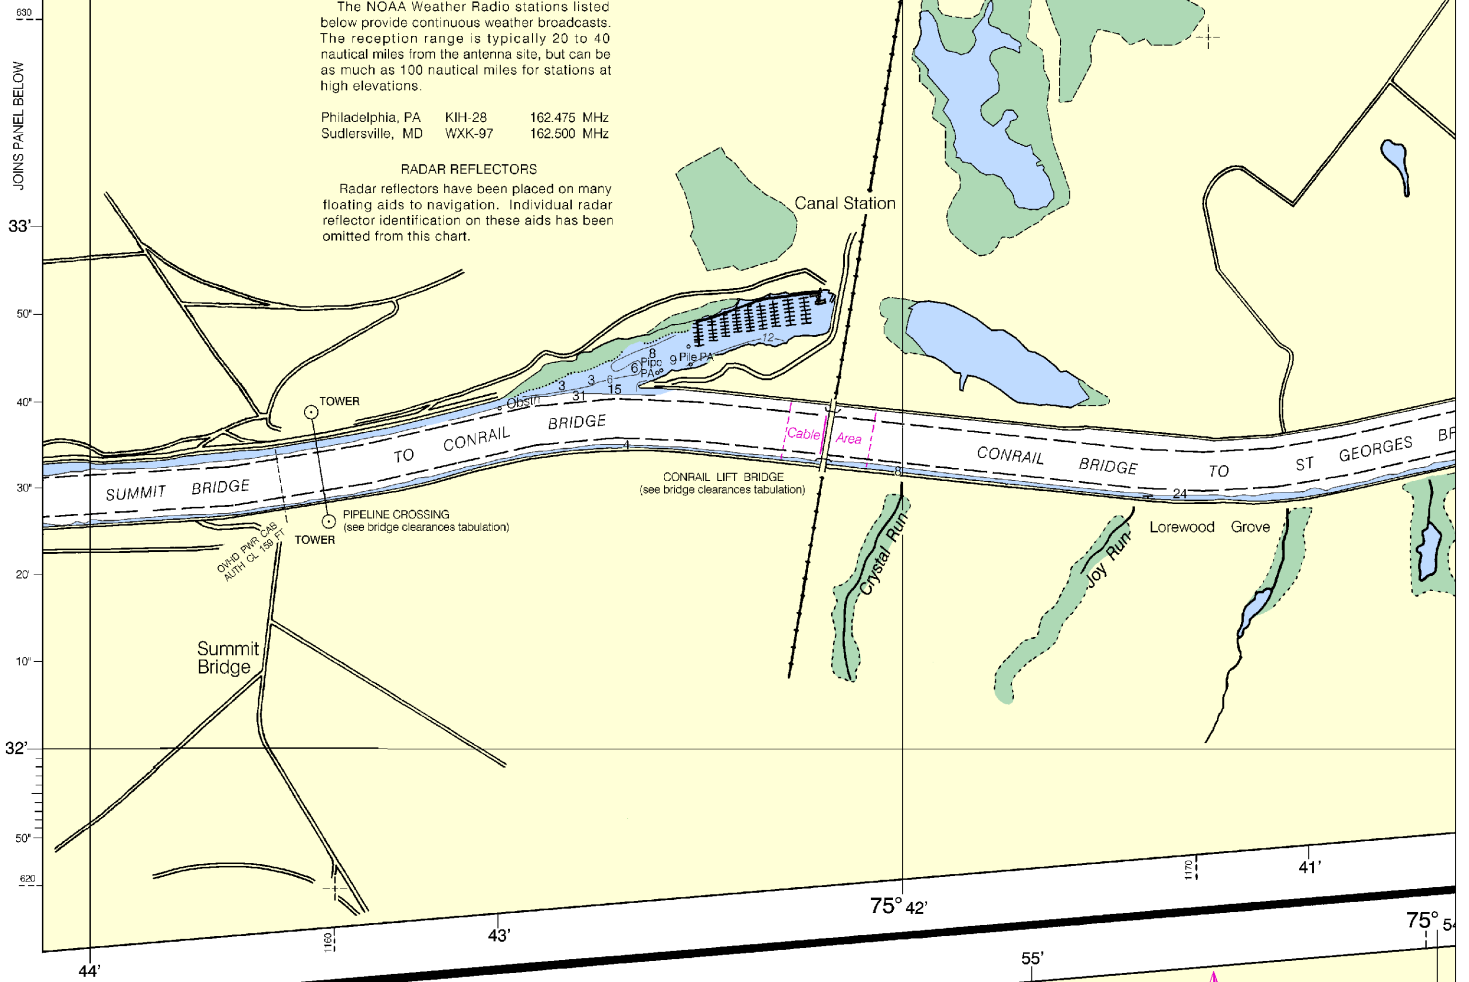 630
The NOAA Weather Radio stations listed
below provide continuous weather broadcasts.
The reception range is typically 20 to 40
nautical miles from the antenna site, but can be
as much as 100 nautical miles for stations at
high elevations.
Philadelphia, PA KIH-28 162.475 MHz
Sudlersville, MD WXK-97 162.500 MHz
JOINS PANEL BELOW
RADAR REFLECTORS
Radar reflectors have been placed on many
floating aids to navigation. Individual radar
reflector identification on these aids has been
omitted from this chart.
Canal Station
33'
50"
12
8
Pipe
PA
6
9
Pile PA
3
3
6
15
31
Obstn
40"
TOWER
TO CONRAIL BRIDGE
4
Cable Area
CONRAIL BRIDGE TO ST GEORGES BR
SUMMIT BRIDGE
30"
CONRAIL LIFT BRIDGE
(see bridge clearances tabulation)
8
24
PIPELINE CROSSING
(see bridge clearances tabulation)
TOWER
OVHD PWR CAB
AUTH CL 159 FT
Crystal Run
Joy Run
Lorewood Grove
20'
Summit
Bridge
10"
32'
50"
620
1160
1170
44'
43'
75° 42'
41'
55'
75° 54